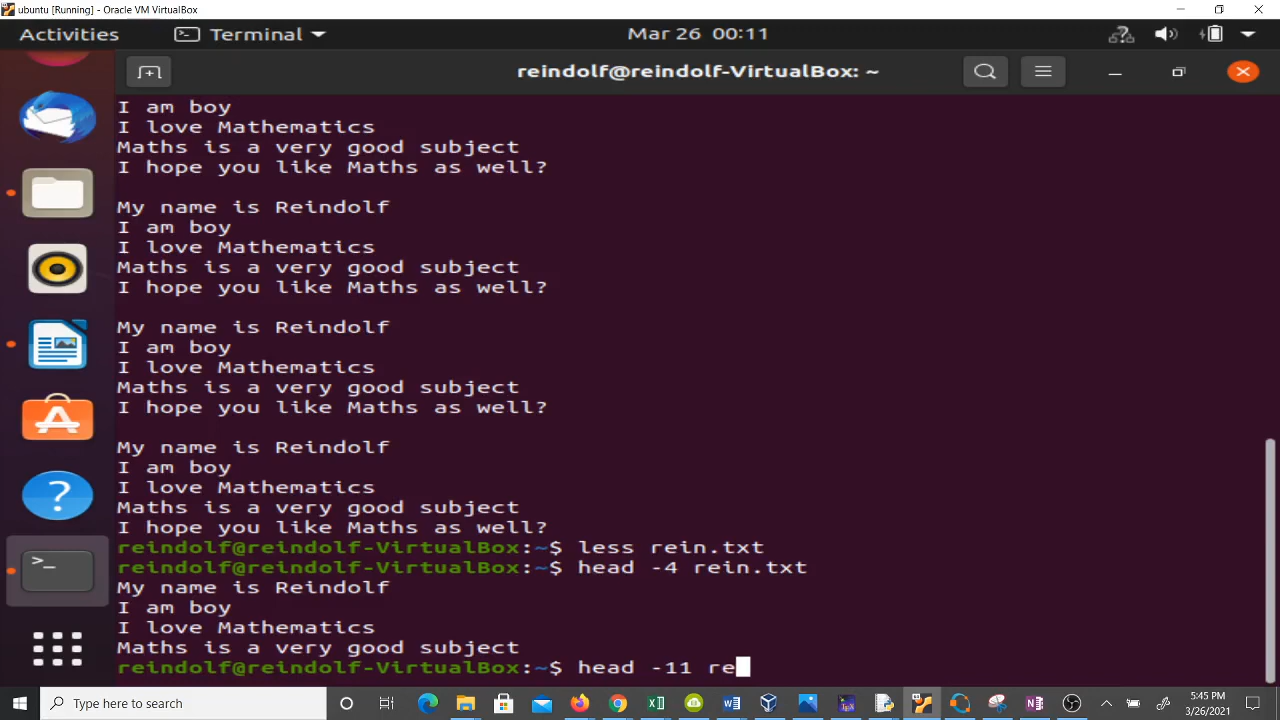 ubuntu [Running] - Oracle VM VirtualBox
Activities
Terminal
Mar 26 00:11
reindolf@reindolf-VirtualBox: ~
I am boy
I love Mathematics
Maths is a very good subject
I hope you like Maths as well?
My name is Reindolf
I am boy
I love Mathematics
Maths is a very good subject
I hope you like Maths as well?
My name is Reindolf
I am boy
I love Mathematics
Maths is a very good subject
I hope you like Maths as well?
My name is Reindolf
I am boy
I love Mathematics
Maths is a very good subject
I hope you like Maths as well?
reindolf@reindolf-VirtualBox:~$ less rein.txt
reindolf@reindolf-VirtualBox:~$ head -4 rein.txt
My name is Reindolf
I am boy
I love Mathematics
Maths is a very good subject
reindolf@reindolf-VirtualBox:~$ head -11 re
Type here to search
5:45 PM
3/26/2021